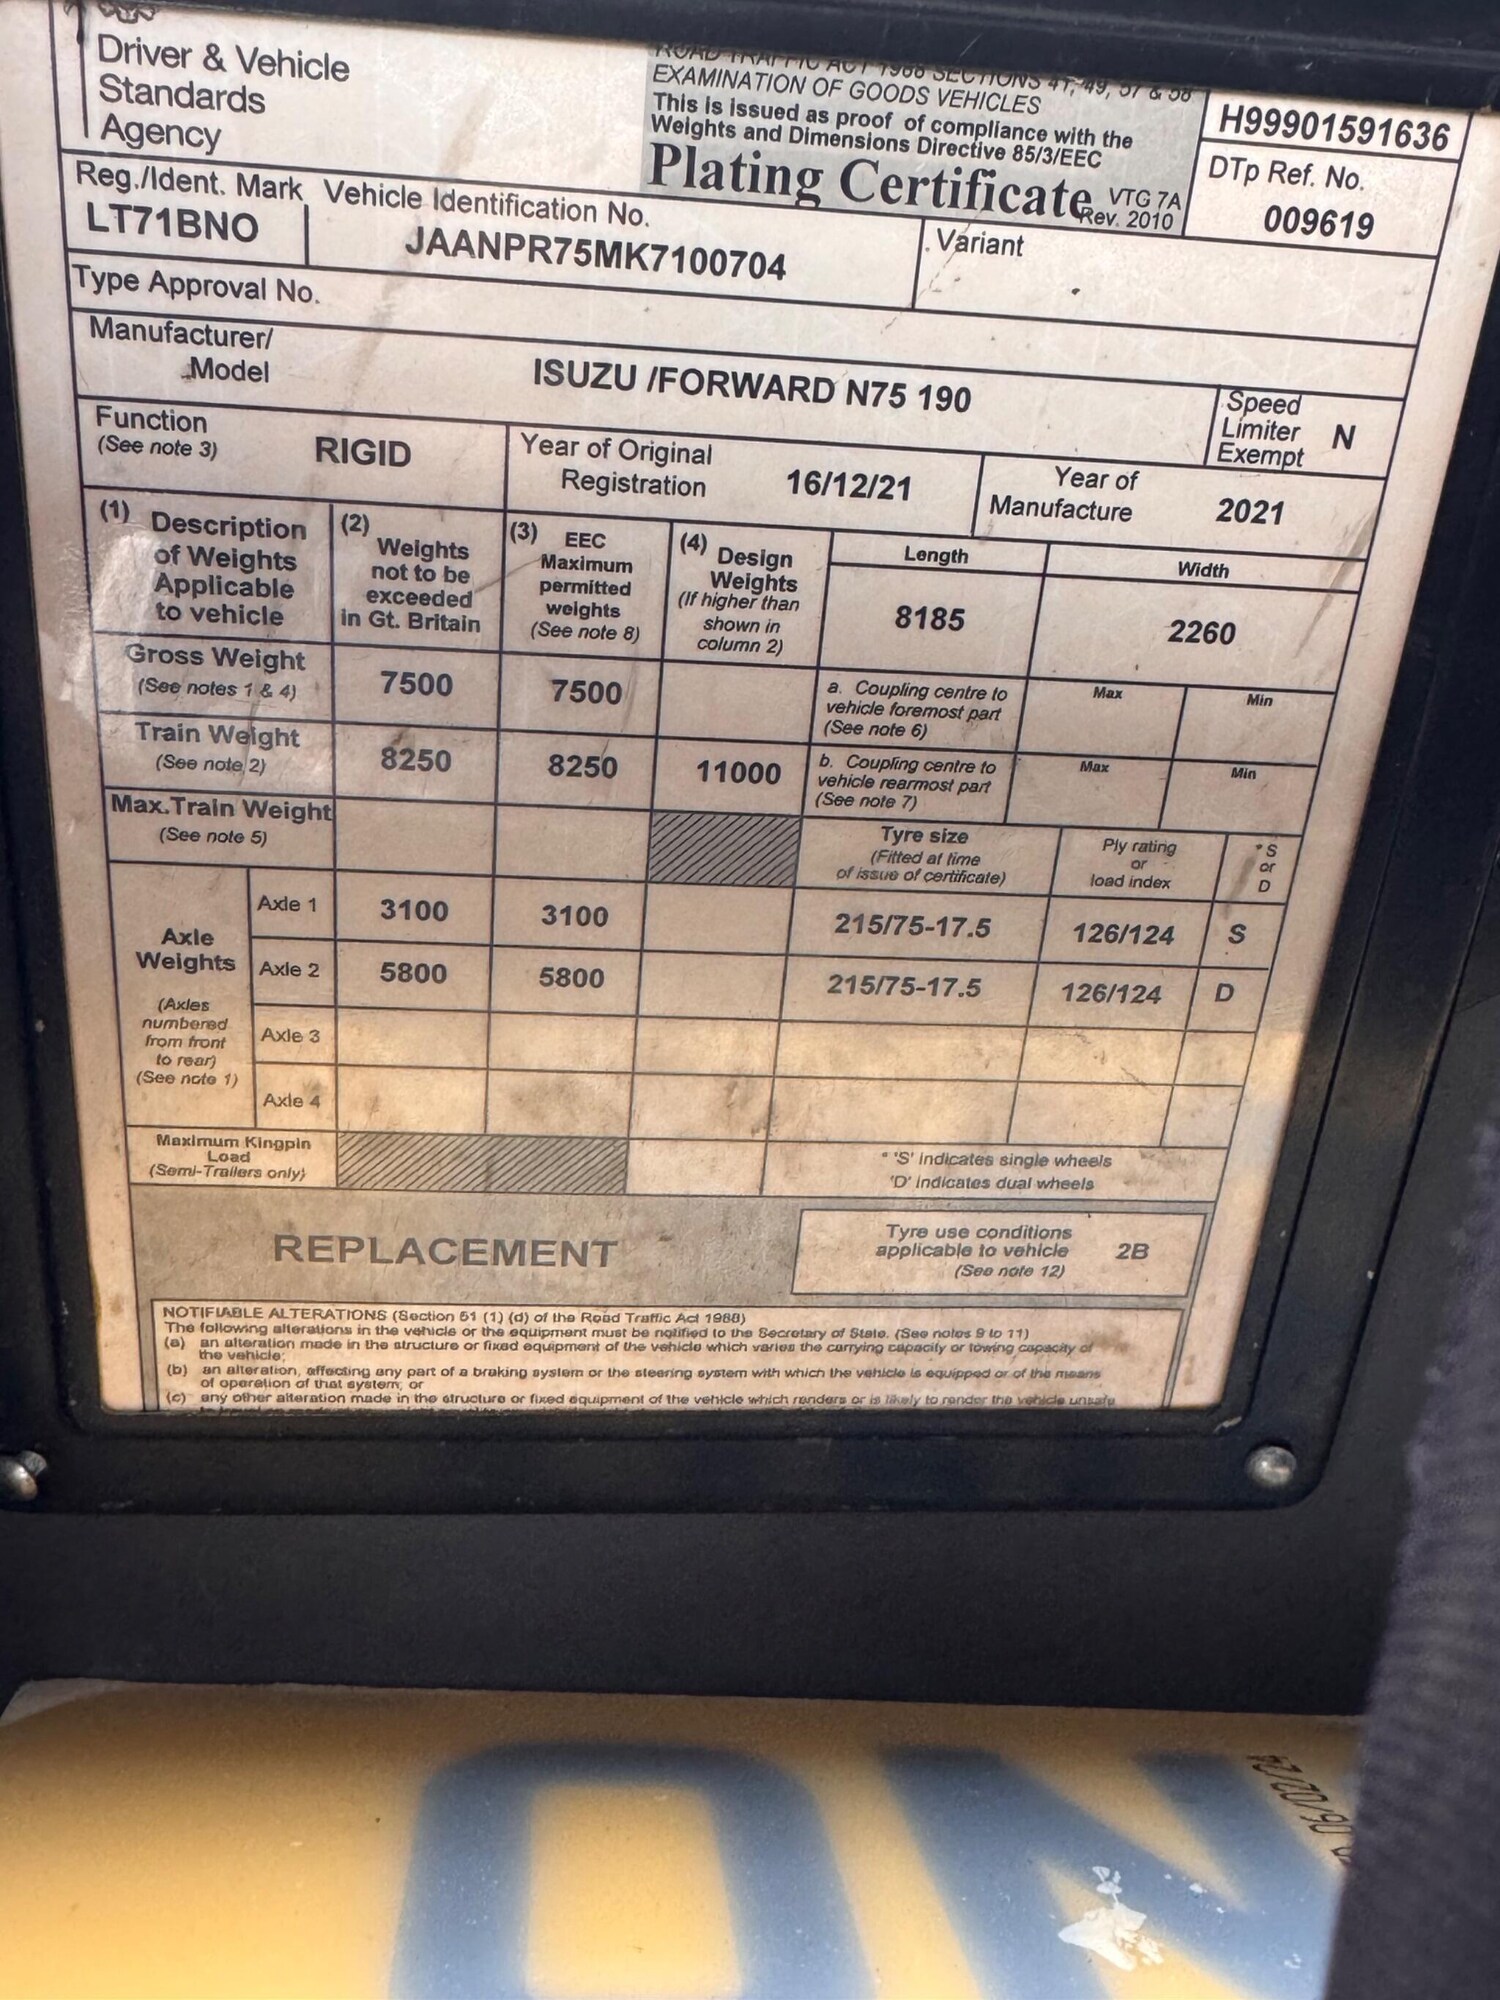 Driver & Vehicle
Standards
Agency
ROAD TRAFFIC ACT 1988 SECTIONS 41, 49, 57 & 58
EXAMINATION OF GOODS VEHICLES
This is issued as proof of compliance with the
Weights and Dimensions Directive 85/3/EEC
Plating Certificate VTG 7A
Rev. 2010
H99901591636
DTp Ref. No.
009619
Reg./Ident. Mark
LT71BNO
Vehicle Identification No.
JAANPR75MK7100704
Variant
Type Approval No.
Manufacturer/
Model
ISUZU /FORWARD N75 190
Speed
Limiter
Exempt
N
Function
(See note 3)
RIGID
Year of Original
Registration
16/12/21
Year of
Manufacture
2021
(1) Description
of Weights
Applicable
to vehicle
(2) Weights
not to be
exceeded
in Gt. Britain
(3) EEC
Maximum
permitted
weights
(See note 8)
(4) Design
Weights
(If higher than
shown in
column 2)
Length
8185
Width
2260
Gross Weight
(See notes 1 & 4)
7500
7500
a. Coupling centre to
vehicle foremost part
(See note 6)
Max
Min
Train Weight
(See note 2)
8250
8250
11000
b. Coupling centre to
vehicle rearmost part
(See note 7)
Max
Min
Max.Train Weight
(See note 5)
Tyre size
(Fitted at time
of issue of certificate)
Ply rating
or
load index
* S
or
D
Axle
Weights
(Axles
numbered
from front
to rear)
(See note 1)
Axle 1 3100 3100 215/75-17.5 126/124 S
Axle 2 5800 5800 215/75-17.5 126/124 D
Axle 3
Axle 4
Maximum Kingpin
Load
(Semi-Trailers only)
* 'S' indicates single wheels
'D' indicates dual wheels
REPLACEMENT
Tyre use conditions
applicable to vehicle
(See note 12)
2B
NOTIFIABLE ALTERATIONS (Section 51 (1) (d) of the Road Traffic Act 1988)
The following alterations in the vehicle or the equipment must be notified to the Secretary of State. (See notes 9 to 11)
(a) an alteration made in the structure or fixed equipment of the vehicle which varies the carrying capacity or towing capacity of
the vehicle;
(b) an alteration, affecting any part of a braking system or the steering system with which the vehicle is equipped or of the means
of operation of that system; or
(c) any other alteration made in the structure or fixed equipment of the vehicle which renders or is likely to render the vehicle unsafe